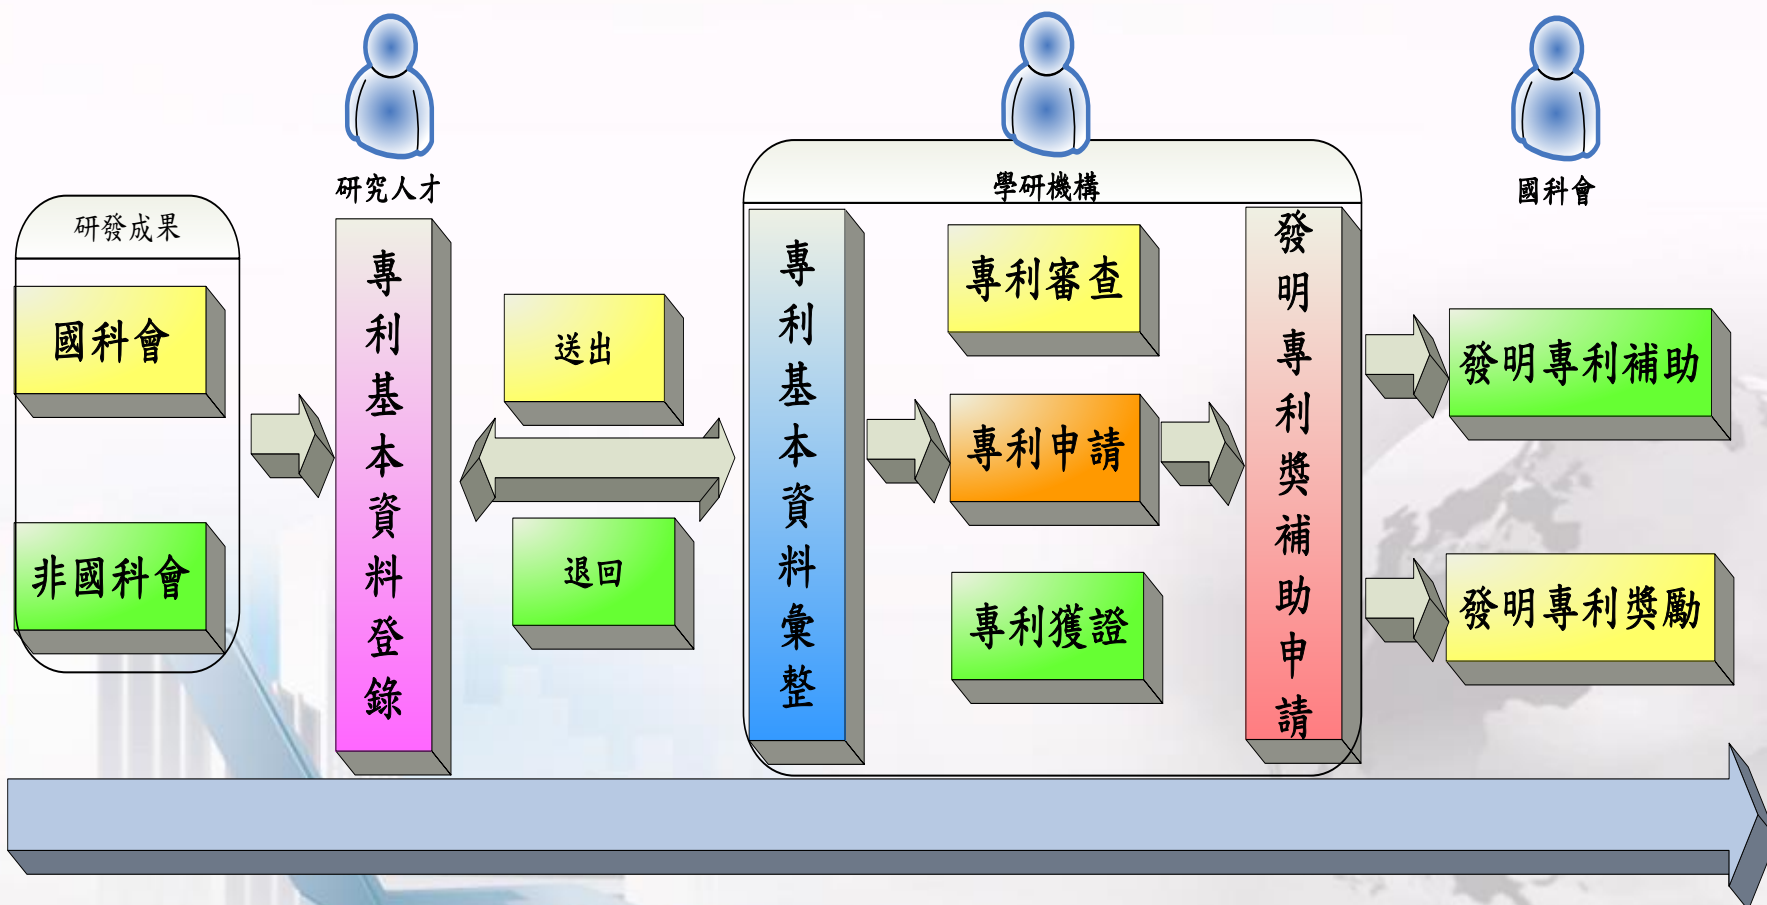 研究人才
學研機構
國科會
研發成果
國科會
非國科會
專利基本資料登錄
送出
退回
專利基本資料彙整
專利審查
專利申請
專利獲證
發明專利獎補助申請
發明專利補助
發明專利獎勵